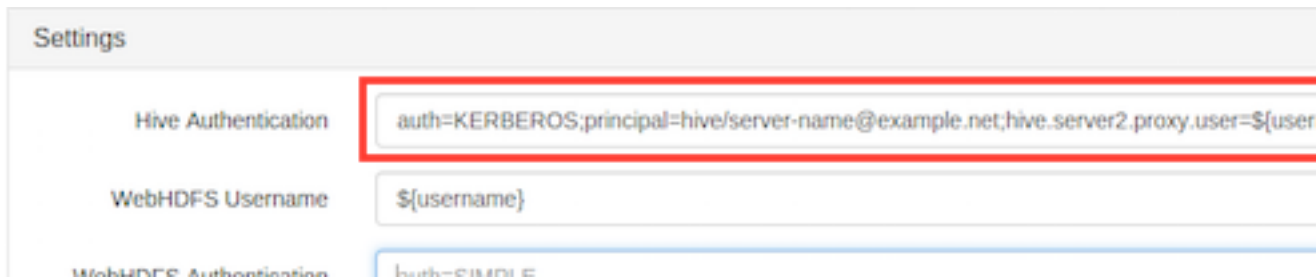 Settings
Hive Authentication auth=KERBEROS;principal=hive/server-name@example.net;hive.server2.proxy.user=${user
WebHDFS Username ${username}
WebHDFS Authentication auth=SIMPLE